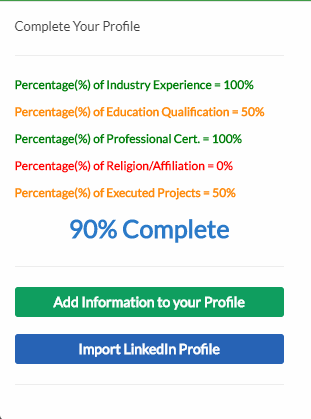 Complete Your Profile
Percentage(%) of Industry Experience = 100%
Percentage(%) of Education Qualification = 50%
Percentage(%) of Professional Cert. = 100%
Percentage(%) of Religion/Affiliation = 0%
Percentage(%) of Executed Projects = 50%
90% Complete
Add Information to your Profile
Import LinkedIn Profile